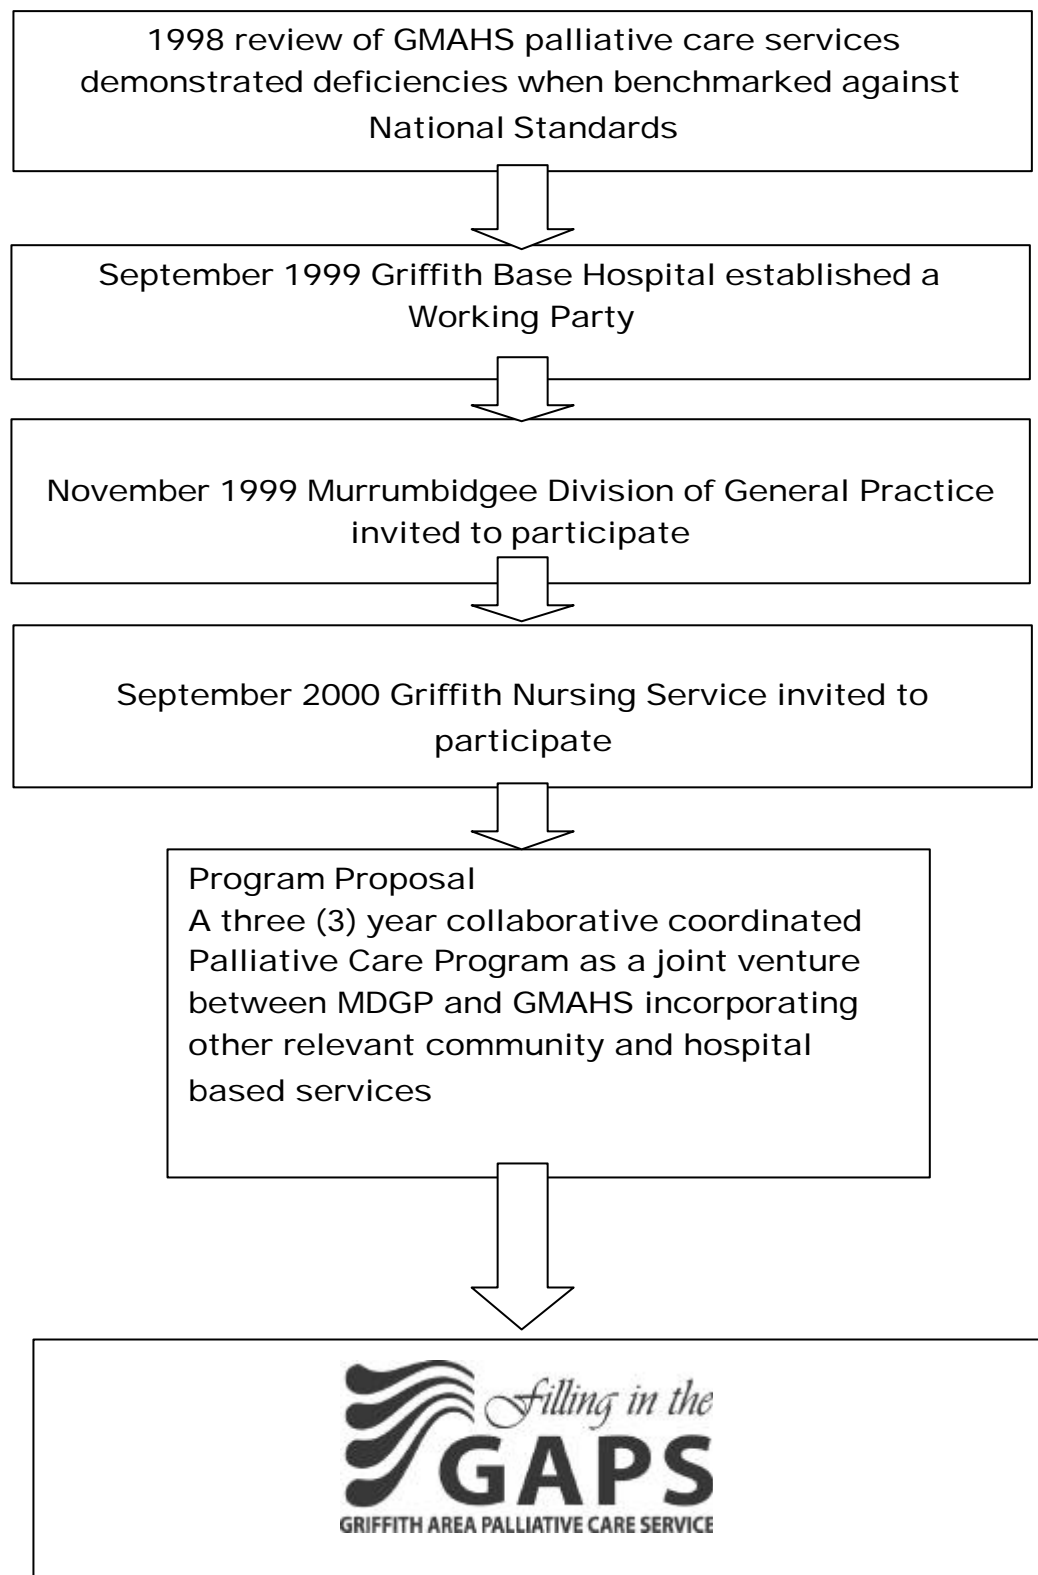 1998 review of GMAHS palliative care services
demonstrated deficiencies when benchmarked against
National Standards
September 1999 Griffith Base Hospital established a
Working Party
November 1999 Murrumbidgee Division of General Practice
invited to participate
September 2000 Griffith Nursing Service invited to
participate
Program Proposal
A three (3) year collaborative coordinated
Palliative Care Program as a joint venture
between MDGP and GMAHS incorporating
other relevant community and hospital
based services
Filling in the
GAPS
GRIFFITH AREA PALLIATIVE CARE SERVICE